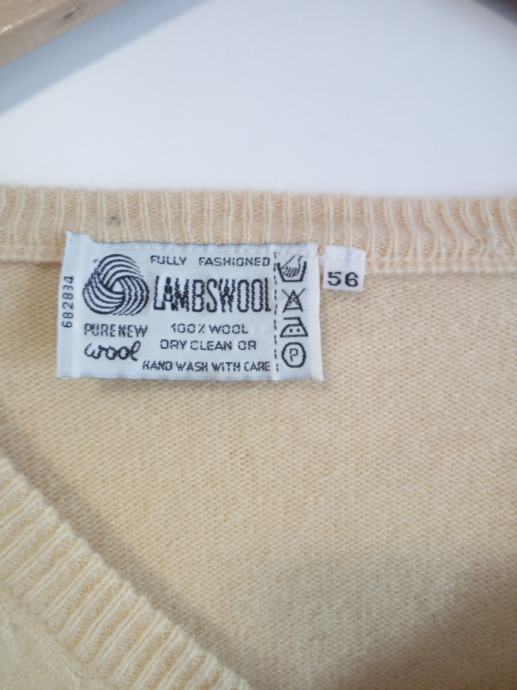 682834
FULLY FASHIONED
LAMBSWOOL
PURE NEW
wool
100% WOOL
DRY CLEAN OR
HAND WASH WITH CARE
P
56